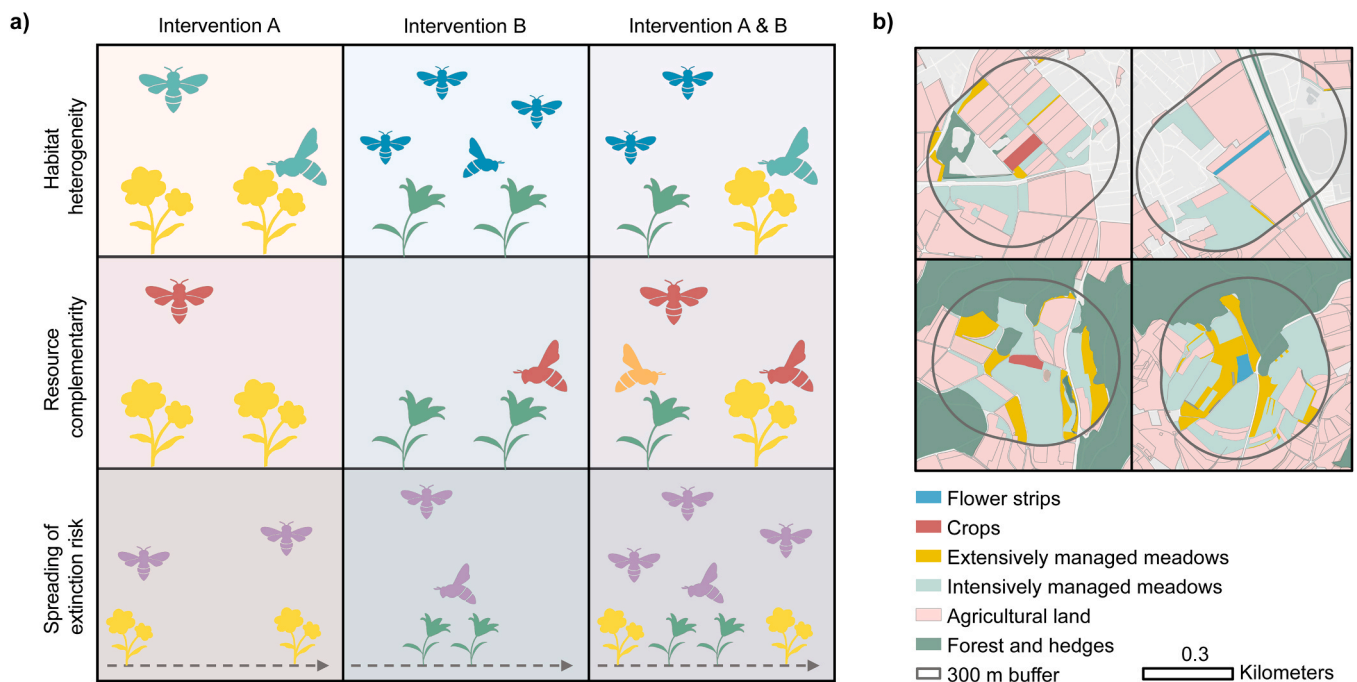 a)
Intervention A
Intervention B
Intervention A & B
Habitat
heterogeneity
Resource
complementarity
Spreading of
extinction risk
b)
Flower strips
Crops
Extensively managed meadows
Intensively managed meadows
Agricultural land
Forest and hedges
300 m buffer
0.3
Kilometers